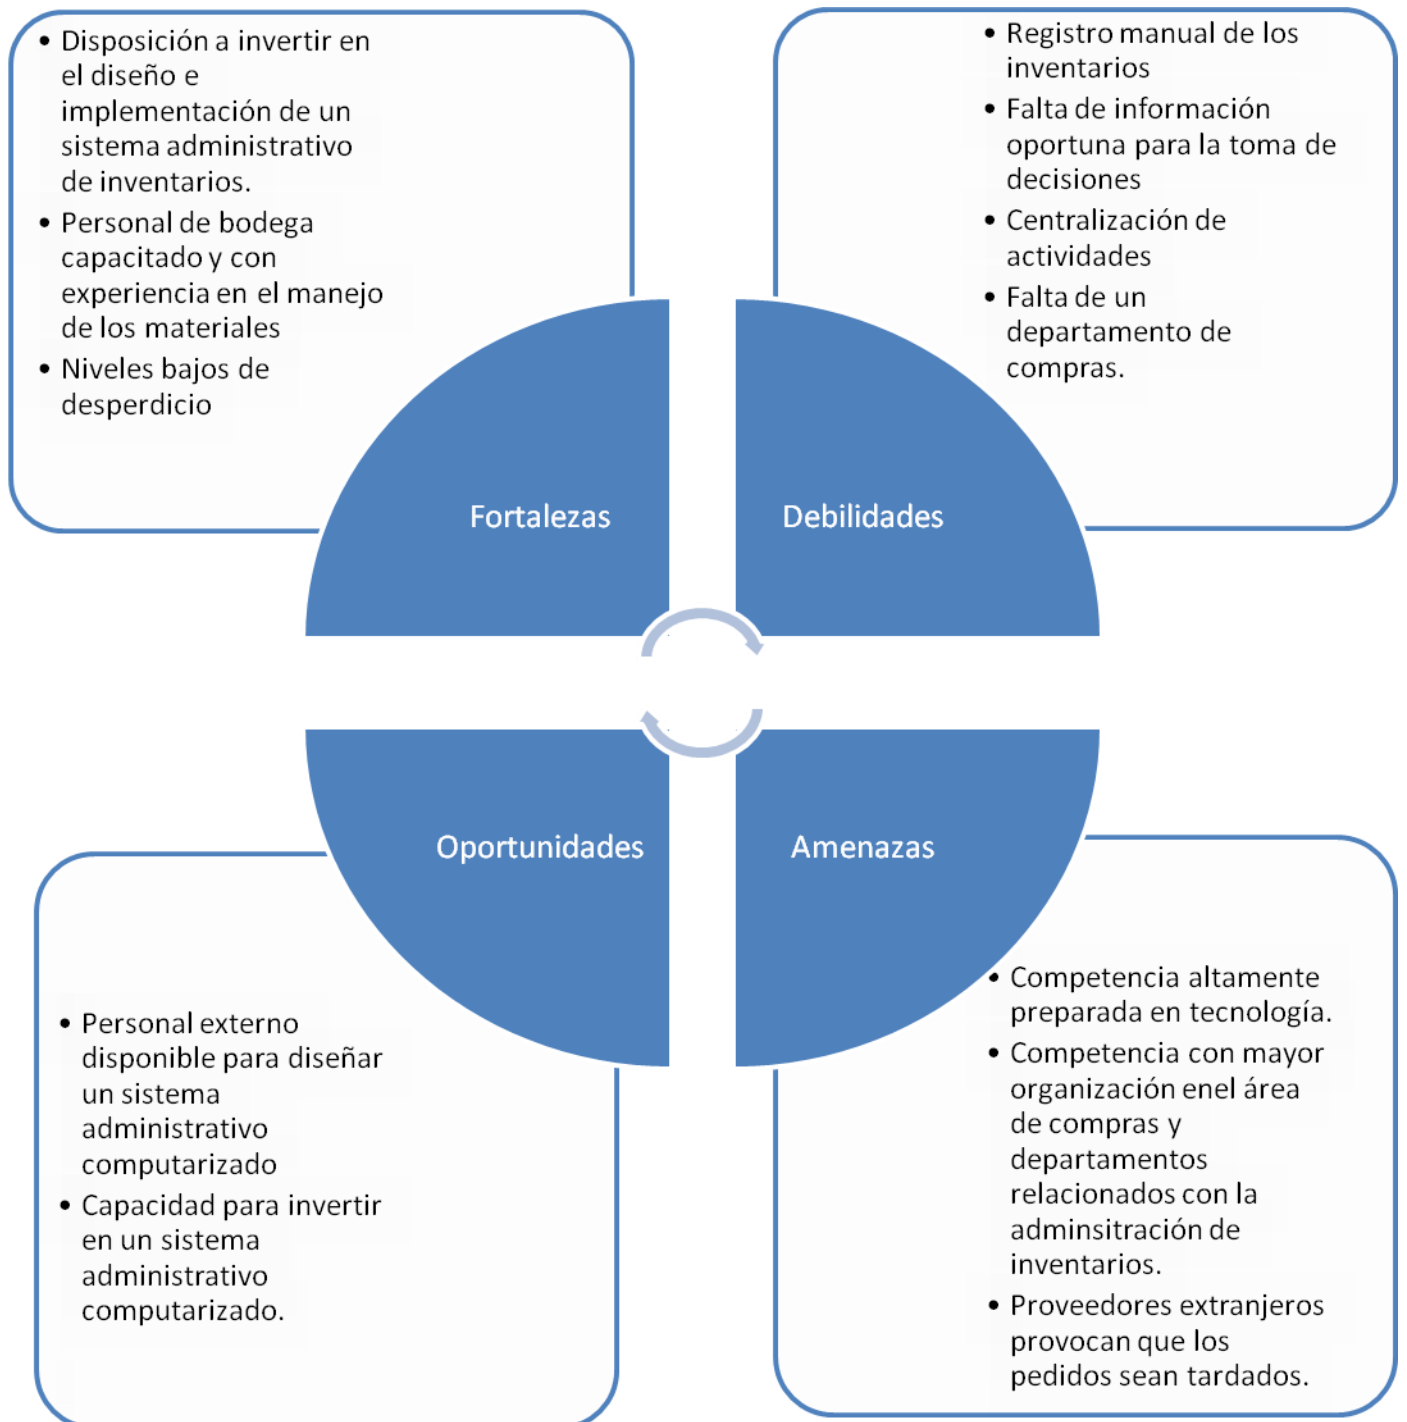 • Disposición a invertir en
el diseño e
implementación de un
sistema administrativo
de inventarios.
• Personal de bodega
capacitado y con
experiencia en el manejo
de los materiales
• Niveles bajos de
desperdicio
• Registro manual de los
inventarios
• Falta de información
oportuna para la toma de
decisiones
• Centralización de
actividades
• Falta de un
departamento de
compras.
Fortalezas
Debilidades
Oportunidades
Amenazas
• Personal externo
disponible para diseñar
un sistema
administrativo
computarizado
• Capacidad para invertir
en un sistema
administrativo
computarizado.
• Competencia altamente
preparada en tecnología.
• Competencia con mayor
organización enel área
de compras y
departamentos
relacionados con la
adminsitración de
inventarios.
• Proveedores extranjeros
provocan que los
pedidos sean tardados.